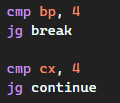 cmp bp, 4
jg break
cmp cx, 4
jg continue